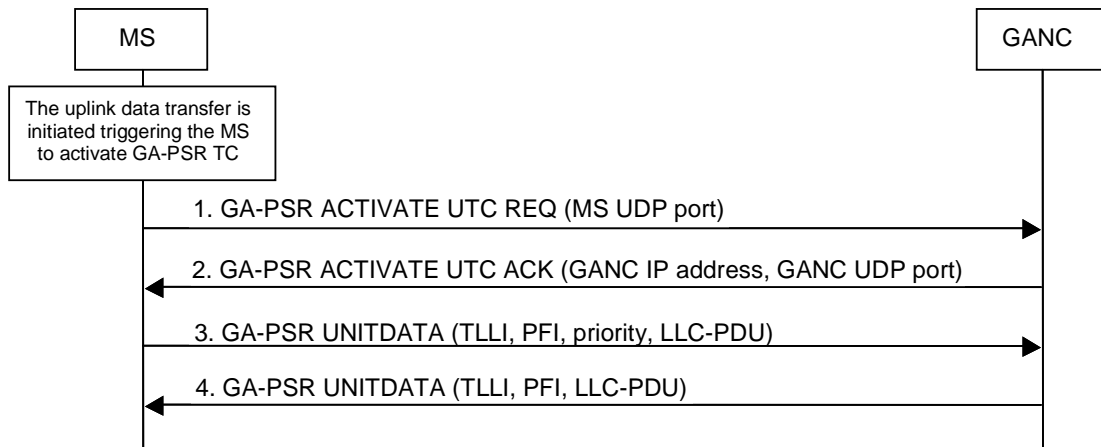 MS
GANC
The uplink data transfer is
initiated triggering the MS
to activate GA-PSR TC
1. GA-PSR ACTIVATE UTC REQ (MS UDP port)
2. GA-PSR ACTIVATE UTC ACK (GANC IP address, GANC UDP port)
3. GA-PSR UNITDATA (TLLI, PFI, priority, LLC-PDU)
4. GA-PSR UNITDATA (TLLI, PFI, LLC-PDU)